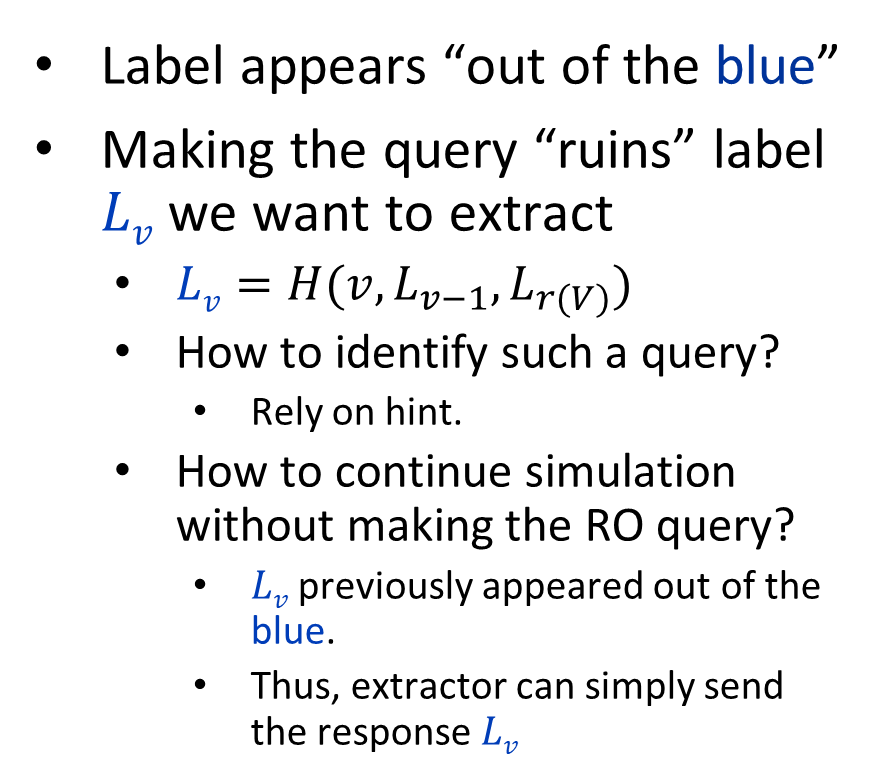 • Label appears “out of the blue”
• Making the query “ruins” label
L_v we want to extract
• L_v = H(v, L_{v−1}, L_{r(V)})
• How to identify such a query?
• Rely on hint.
• How to continue simulation
without making the RO query?
• L_v previously appeared out of the
blue.
• Thus, extractor can simply send
the response L_v